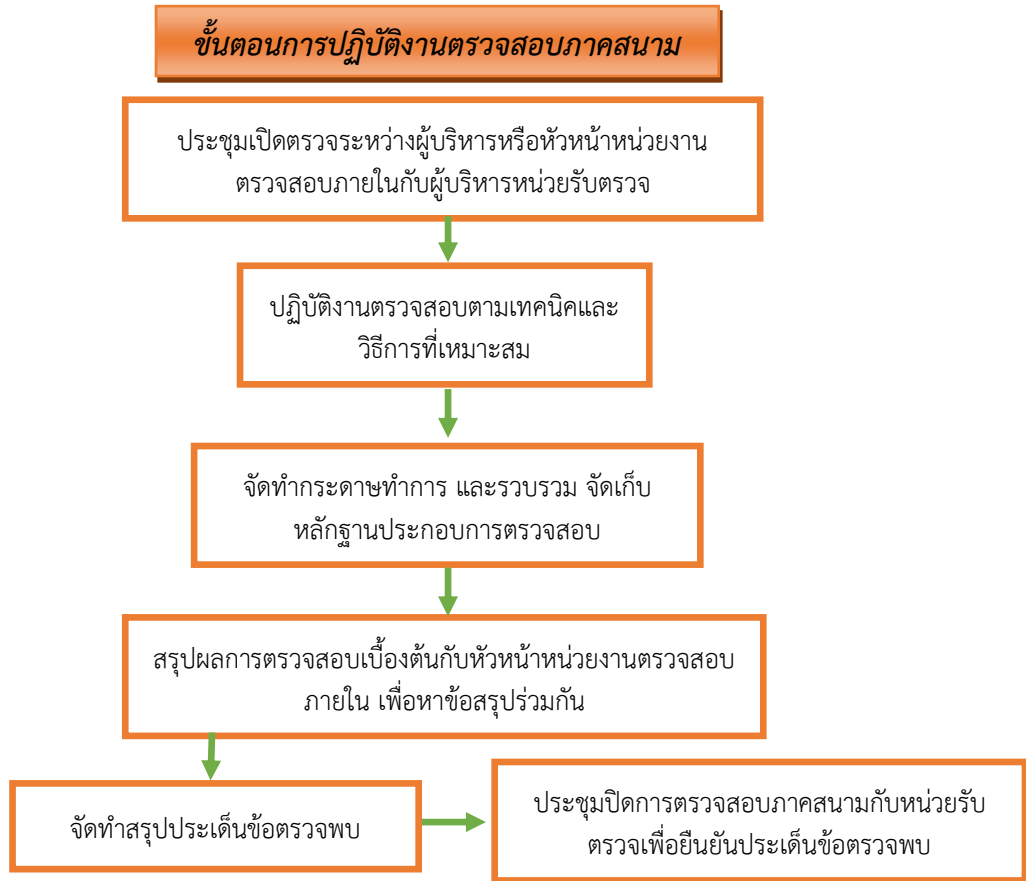 ขั้นตอนการปฏิบัติงานตรวจสอบภาคสนาม
ประชุมเปิดตรวจระหว่างผู้บริหารหรือหัวหน้าหน่วยงาน
ตรวจสอบภายในกับผู้บริหารหน่วยรับตรวจ
ปฏิบัติงานตรวจสอบตามเทคนิคและ
วิธีการที่เหมาะสม
จัดทำกระดาษทำการ และรวบรวม จัดเก็บ
หลักฐานประกอบการตรวจสอบ
สรุปผลการตรวจสอบเบื้องต้นกับหัวหน้าหน่วยงานตรวจสอบ
ภายใน เพื่อหาข้อสรุปร่วมกัน
จัดทำสรุปประเด็นข้อตรวจพบ
ประชุมปิดการตรวจสอบภาคสนามกับหน่วยรับ
ตรวจเพื่อยืนยันประเด็นข้อตรวจพบ